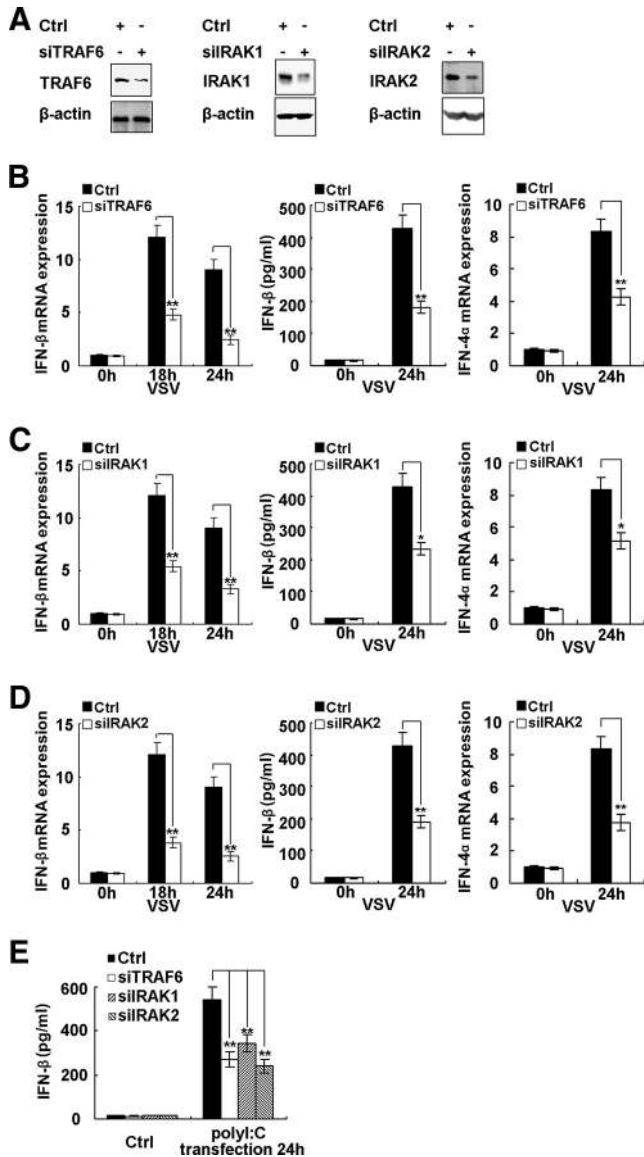 A
Ctrl + -
siTRAF6 - +
TRAF6
β-actin
Ctrl + -
siIRAK1 - +
IRAK1
β-actin
Ctrl + -
siIRAK2 - +
IRAK2
β-actin
B
IFN-β mRNA expression
15
10
5
0
Ctrl
siTRAF6
**
**
0h 18h 24h
VSV
IFN-β (pg/ml)
500
400
300
200
100
0
Ctrl
siTRAF6
**
0h 24h
VSV
IFN-4α mRNA expression
10
8
6
4
2
0
Ctrl
siTRAF6
**
0h 24h
VSV
C
IFN-β mRNA expression
15
10
5
0
Ctrl
siIRAK1
**
**
0h 18h 24h
VSV
IFN-β (pg/ml)
500
400
300
200
100
0
Ctrl
siIRAK1
*
0h 24h
VSV
IFN-4α mRNA expression
10
8
6
4
2
0
Ctrl
siIRAK1
*
0h 24h
VSV
D
IFN-β mRNA expression
15
10
5
0
Ctrl
siIRAK2
**
**
0h 18h 24h
VSV
IFN-β (pg/ml)
500
400
300
200
100
0
Ctrl
siIRAK2
**
0h 24h
VSV
IFN-4α mRNA expression
10
8
6
4
2
0
Ctrl
siIRAK2
**
0h 24h
VSV
E
IFN-β (pg/ml)
600
400
200
0
Ctrl
siTRAF6
siIRAK1
siIRAK2
**
**
**
Ctrl
polyI:C
transfection 24h